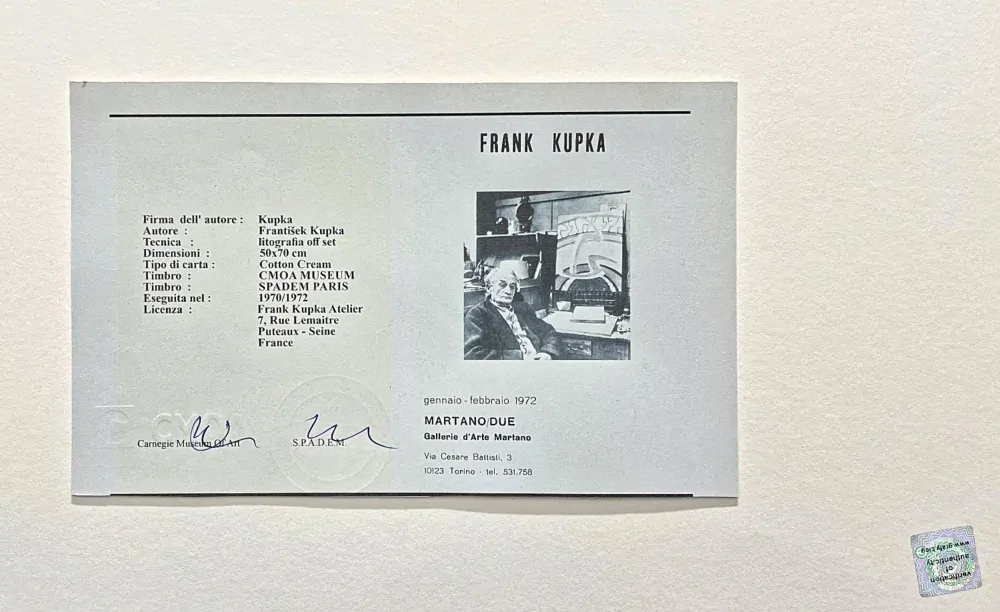 Firma dell' autore : Kupka
Autore : František Kupka
Tecnica : litografia off set
Dimensioni : 50x70 cm
Tipo di carta : Cotton Cream
Timbro : CMOA MUSEUM
Timbro : SPADEM PARIS
Eseguita nel : 1970/1972
Licenza : Frank Kupka Atelier
7, Rue Lemaitre
Puteaux - Seine
France
Carnegie Museum Of Art
S.P.A.D.E.M.
FRANK KUPKA
gennaio - febbraio 1972
MARTANO/DUE
Gallerie d'Arte Martano
Via Cesare Battisti, 3
10123 Torino - tel. 531.758
verification
of
authenticity